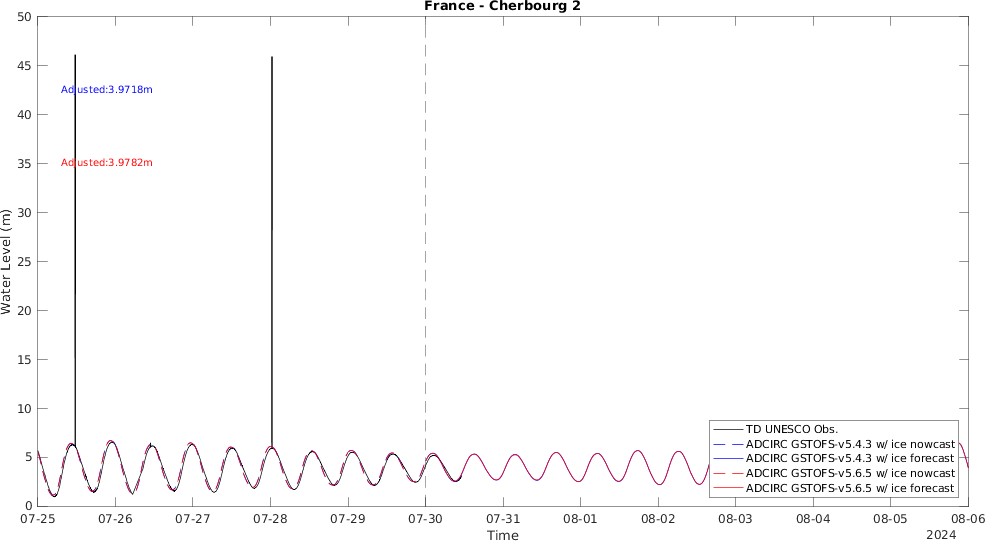 France - Cherbourg 2
50
45
40
35
30
25
20
15
10
5
0
Water Level (m)
Adjusted:3.9718m
Adjusted:3.9782m
TD UNESCO Obs.
ADCIRC GSTOFS-v5.4.3 w/ ice nowcast
ADCIRC GSTOFS-v5.4.3 w/ ice forecast
ADCIRC GSTOFS-v5.6.5 w/ ice nowcast
ADCIRC GSTOFS-v5.6.5 w/ ice forecast
07-25 07-26 07-27 07-28 07-29 07-30 07-31 08-01 08-02 08-03 08-04 08-05 08-06
Time
2024